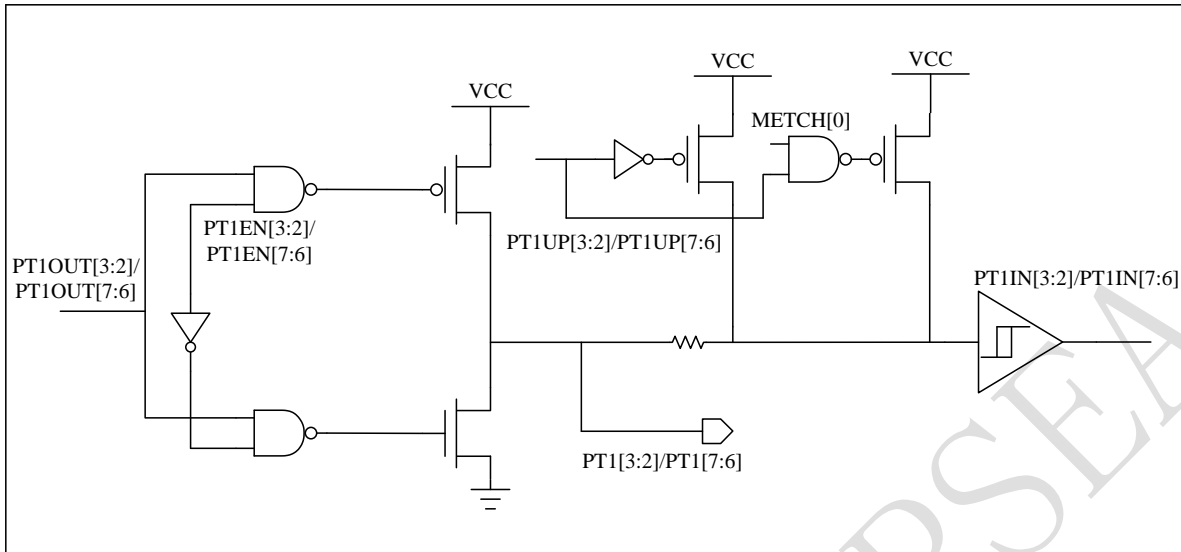 VCC
VCC
VCC
METCH[0]
PT1EN[3:2]/
PT1EN[7:6]
PT1UP[3:2]/PT1UP[7:6]
PT1OUT[3:2]/
PT1OUT[7:6]
PT1IN[3:2]/PT1IN[7:6]
PT1[3:2]/PT1[7:6]